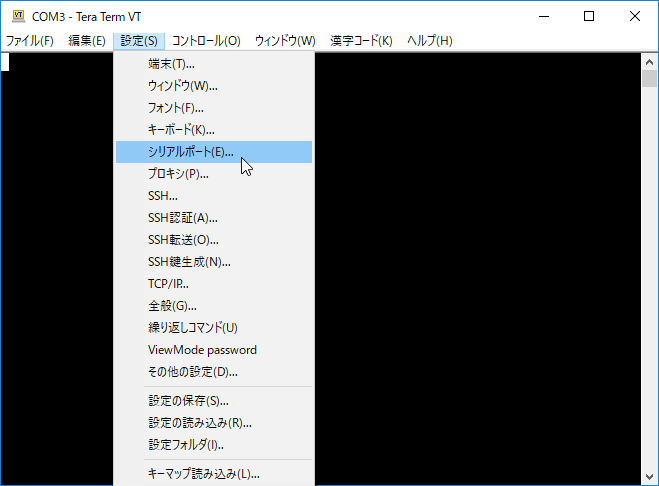 VT COM3 - Tera Term VT
ファイル(F) 編集(E) 設定(S) コントロール(O) ウィンドウ(W) 漢字コード(K) ヘルプ(H)
端末(T)...
ウィンドウ(W)...
フォント(F)...
キーボード(K)...
シリアルポート(E)...
プロキシ(P)...
SSH...
SSH認証(A)...
SSH転送(O)...
SSH鍵生成(N)...
TCP/IP...
全般(G)...
繰り返しコマンド(U)
ViewMode password
その他の設定(D)...
設定の保存(S)...
設定の読み込み(R)...
設定フォルダ(I)..
キーマップ読み込み(L)...